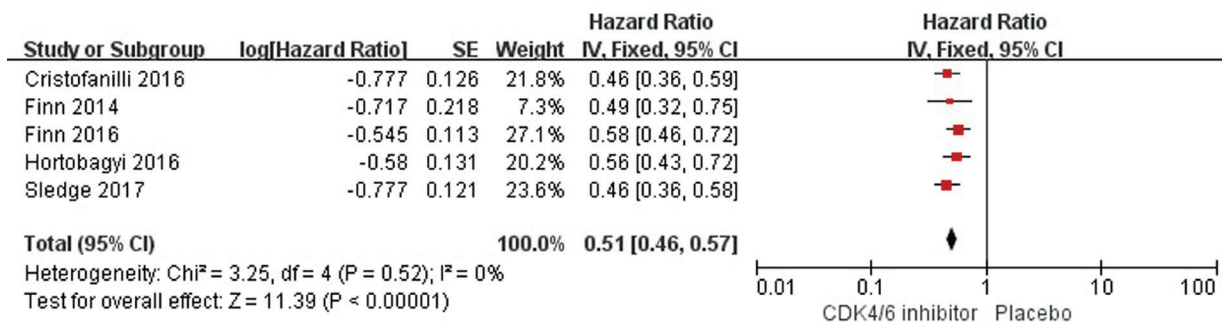 Hazard Ratio Hazard Ratio
Study or Subgroup log[Hazard Ratio] SE Weight IV, Fixed, 95% CI IV, Fixed, 95% CI
Cristofanilli 2016 -0.777 0.126 21.8% 0.46 [0.36, 0.59]
Finn 2014 -0.717 0.218 7.3% 0.49 [0.32, 0.75]
Finn 2016 -0.545 0.113 27.1% 0.58 [0.46, 0.72]
Hortobagyi 2016 -0.58 0.131 20.2% 0.56 [0.43, 0.72]
Sledge 2017 -0.777 0.121 23.6% 0.46 [0.36, 0.58]
Total (95% CI) 100.0% 0.51 [0.46, 0.57]
Heterogeneity: Chi² = 3.25, df = 4 (P = 0.52); I² = 0%
Test for overall effect: Z = 11.39 (P < 0.00001)
0.01 0.1 1 10 100
CDK4/6 inhibitor Placebo